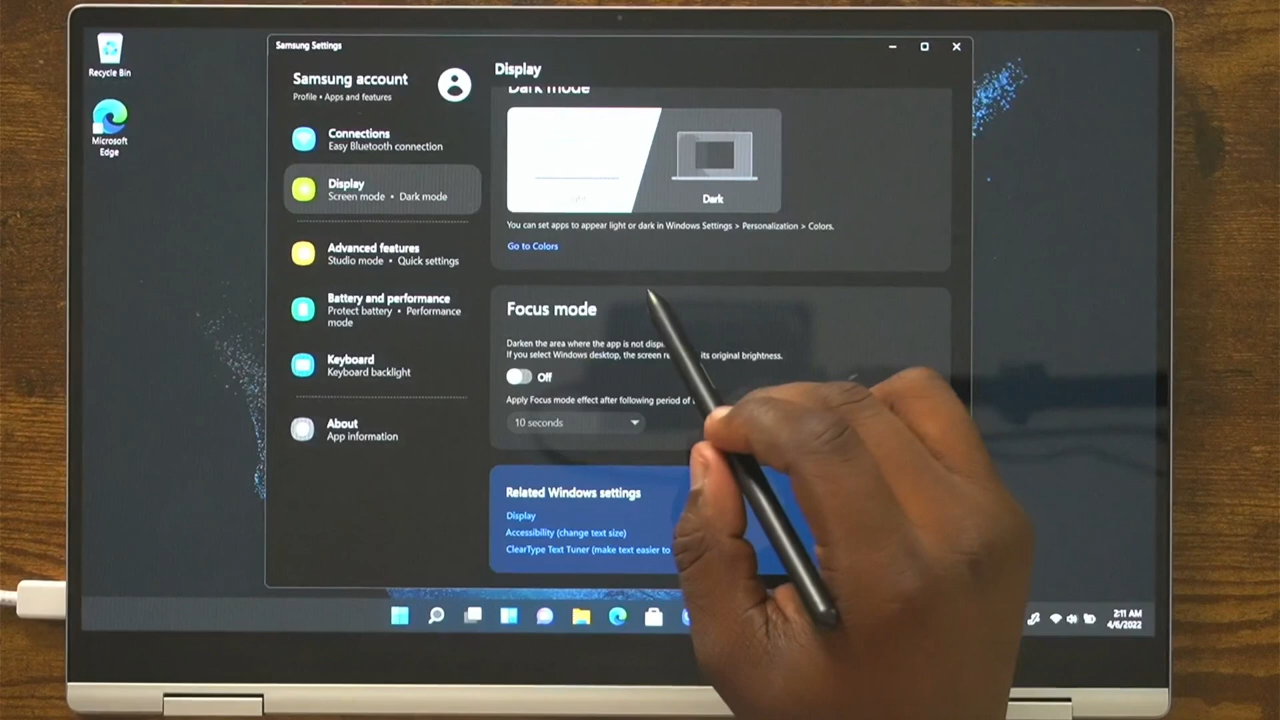 Recycle Bin
Microsoft
Edge
Samsung Settings
Samsung account
Profile • Apps and features
Connections
Easy Bluetooth connection
Display
Screen mode • Dark mode
Advanced features
Studio mode • Quick settings
Battery and performance
Protect battery • Performance
mode
Keyboard
Keyboard backlight
About
App information
Display
Dark mode
Light
Dark
You can set apps to appear light or dark in Windows Settings > Personalization > Colors.
Go to Colors
Focus mode
Darken the area where the app is not
If you select Windows desktop, the screen its original brightness.
Off
Apply Focus mode effect after following period of
10 seconds
Related Windows settings
Display
Accessibility (change text size)
ClearType Text Tuner (make text easier to
2:11 AM
4/6/2022